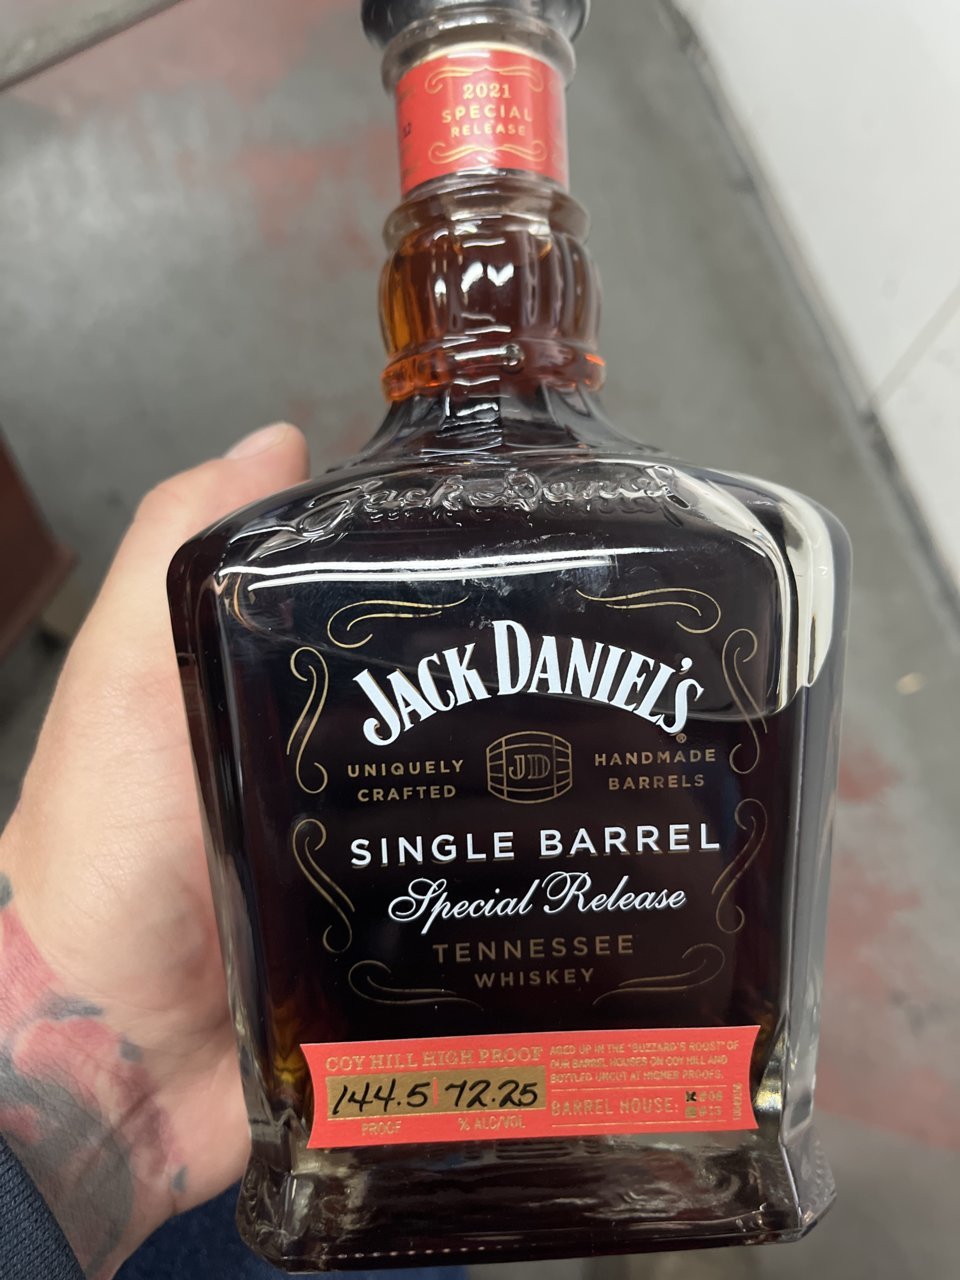 2021
SPECIAL
RELEASE
Jack Daniel
JACK DANIEL'S
UNIQUELY
CRAFTED
JD
HANDMADE
BARRELS
SINGLE BARREL
Special Release
TENNESSEE
WHISKEY
COY HILL HIGH PROOF
144.5 72.25
PROOF % ALC/VOL
AGED UP IN THE "BUZZARD'S ROOST" OF
OUR BARREL HOUSES ON COY HILL AND
BOTTLED UNCUT AT HIGHER PROOFS.
BARREL HOUSE: #08
#13